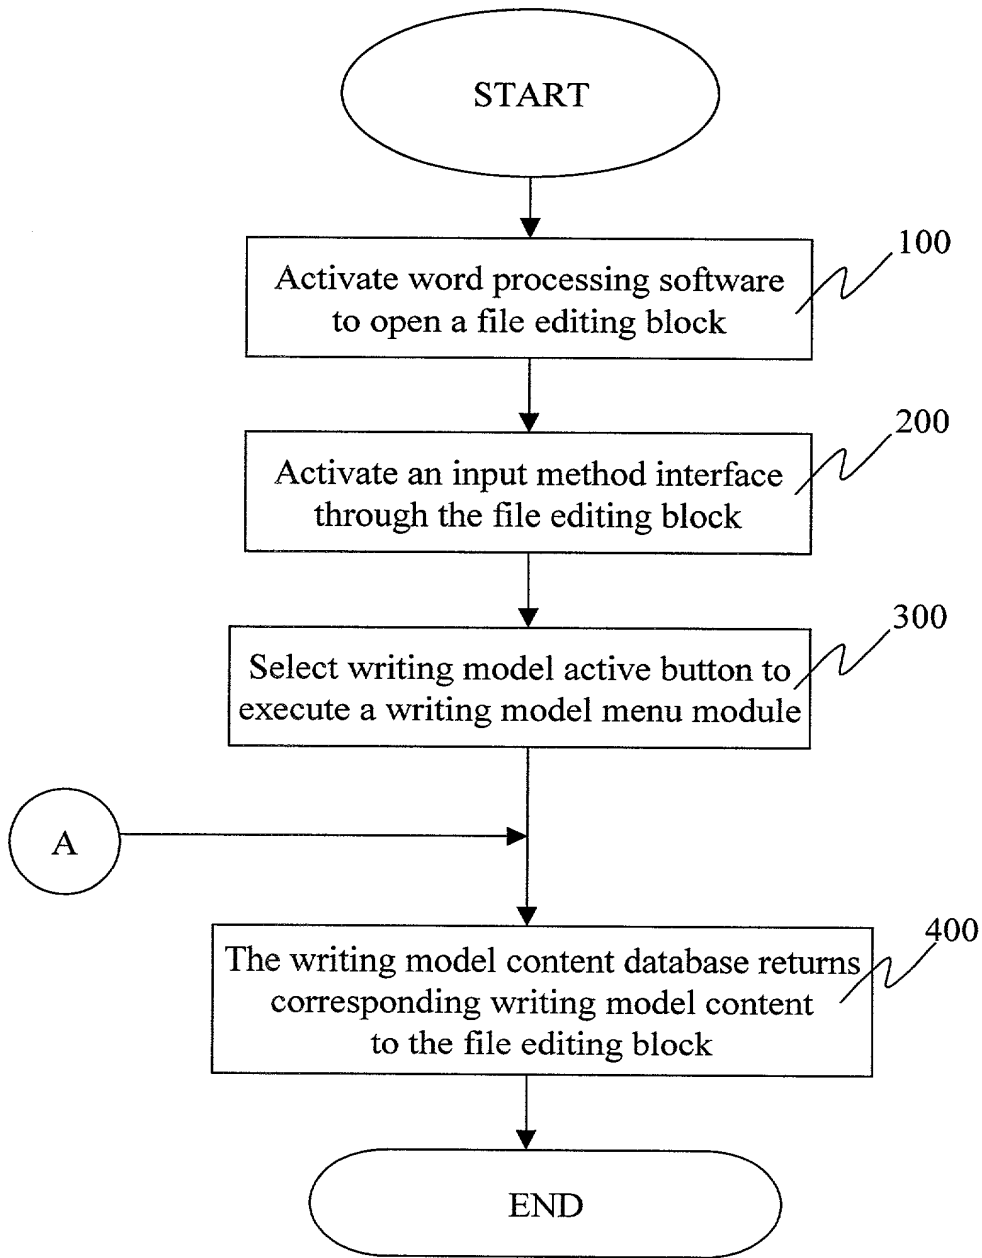 START
100
Activate word processing software
to open a file editing block
200
Activate an input method interface
through the file editing block
300
Select writing model active button to
execute a writing model menu module
A
400
The writing model content database returns
corresponding writing model content
to the file editing block
END